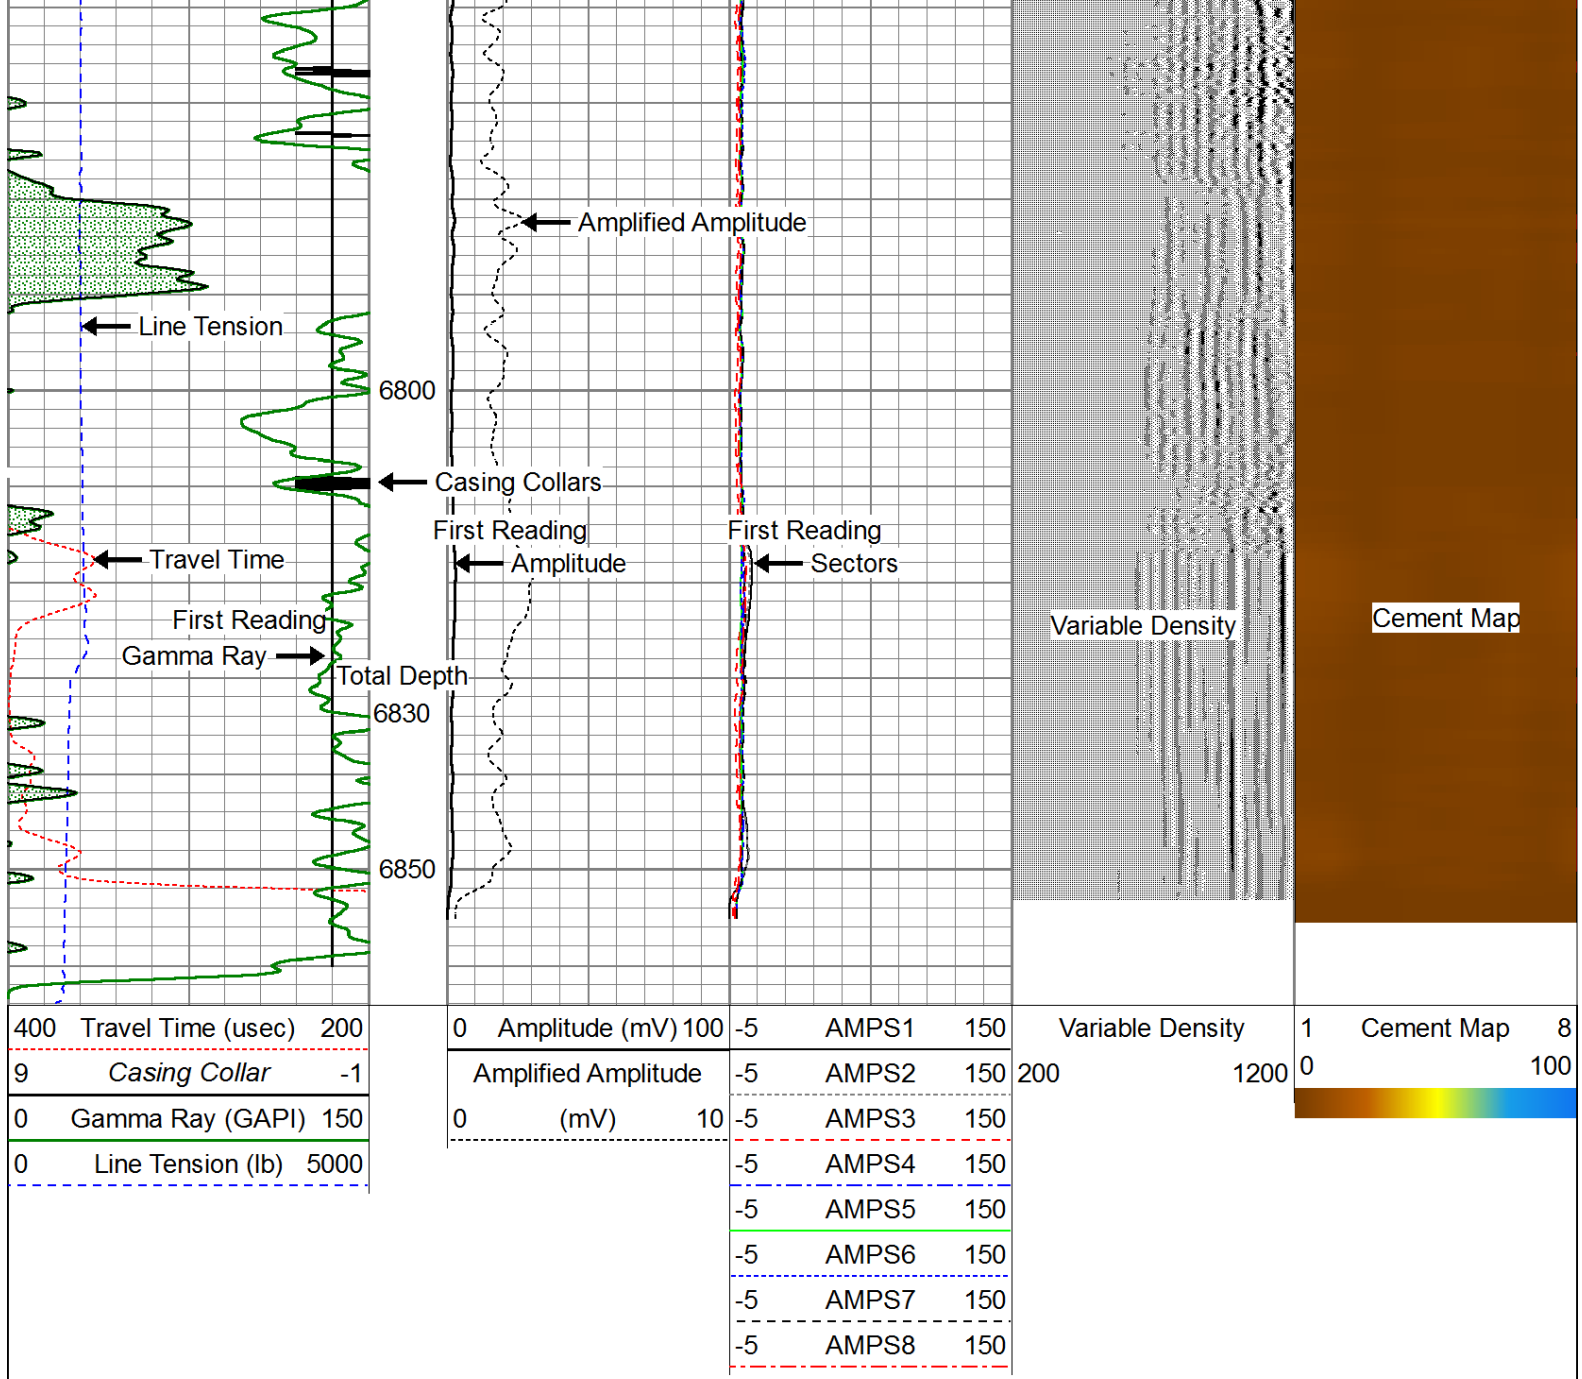 Amplified Amplitude
Line Tension
6800
Casing Collars
First Reading
First Reading
Travel Time
Amplitude
Sectors
First Reading
Variable Density
Cement Map
Gamma Ray
Total Depth
6830
6850
400 Travel Time (usec) 200
0 Amplitude (mV) 100
-5 AMPS1 150
Variable Density
1 Cement Map 8
9 Casing Collar -1
Amplified Amplitude
-5 AMPS2 150
200 1200
0 100
0 Gamma Ray (GAPI) 150
0 (mV) 10
-5 AMPS3 150
0 Line Tension (lb) 5000
-5 AMPS4 150
-5 AMPS5 150
-5 AMPS6 150
-5 AMPS7 150
-5 AMPS8 150